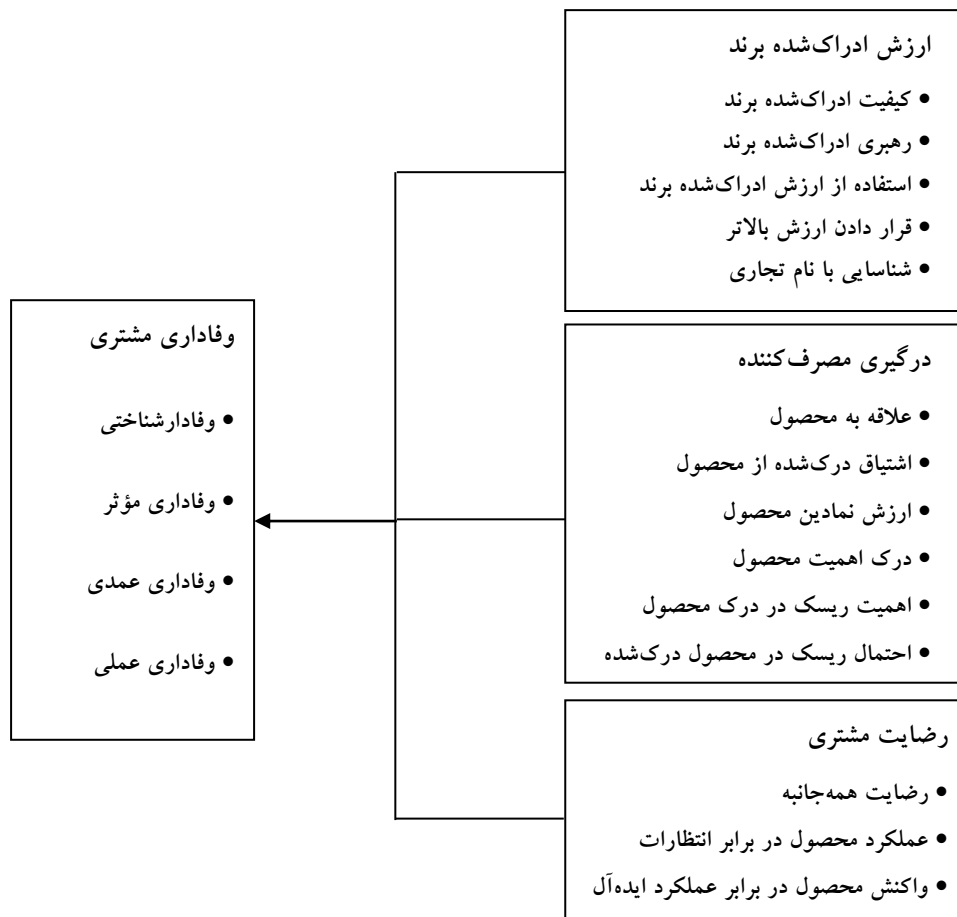 ارزش ادراک‌شده برند
• کیفیت ادراک‌شده برند
• رهبری ادراک‌شده برند
• استفاده از ارزش ادراک‌شده برند
• قرار دادن ارزش بالاتر
• شناسایی با نام تجاری
درگیری مصرف‌کننده
• علاقه به محصول
• اشتیاق درک‌شده از محصول
• ارزش نمادین محصول
• درک اهمیت محصول
• اهمیت ریسک در درک محصول
• احتمال ریسک در محصول درک‌شده
رضایت مشتری
• رضایت همه‌جانبه
• عملکرد محصول در برابر انتظارات
• واکنش محصول در برابر عملکرد ایده‌آل
وفاداری مشتری
• وفادارشناختی
• وفاداری مؤثر
• وفاداری عمدی
• وفاداری عملی